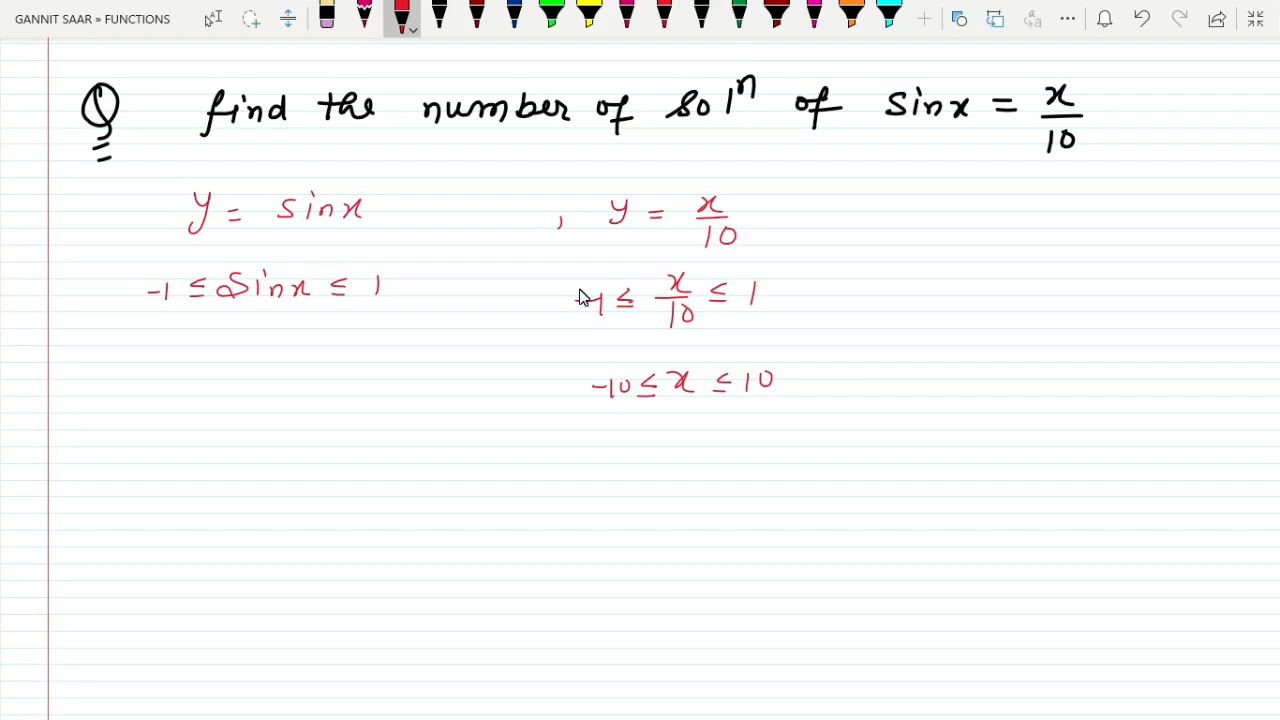 GANNIT SAAR » FUNCTIONS
Q find the number of solⁿ of sinx = x/10
y = sinx , y = x/10
-1 ≤ Sinx ≤ 1 -1 ≤ x/10 ≤ 1
-10 ≤ x ≤ 10